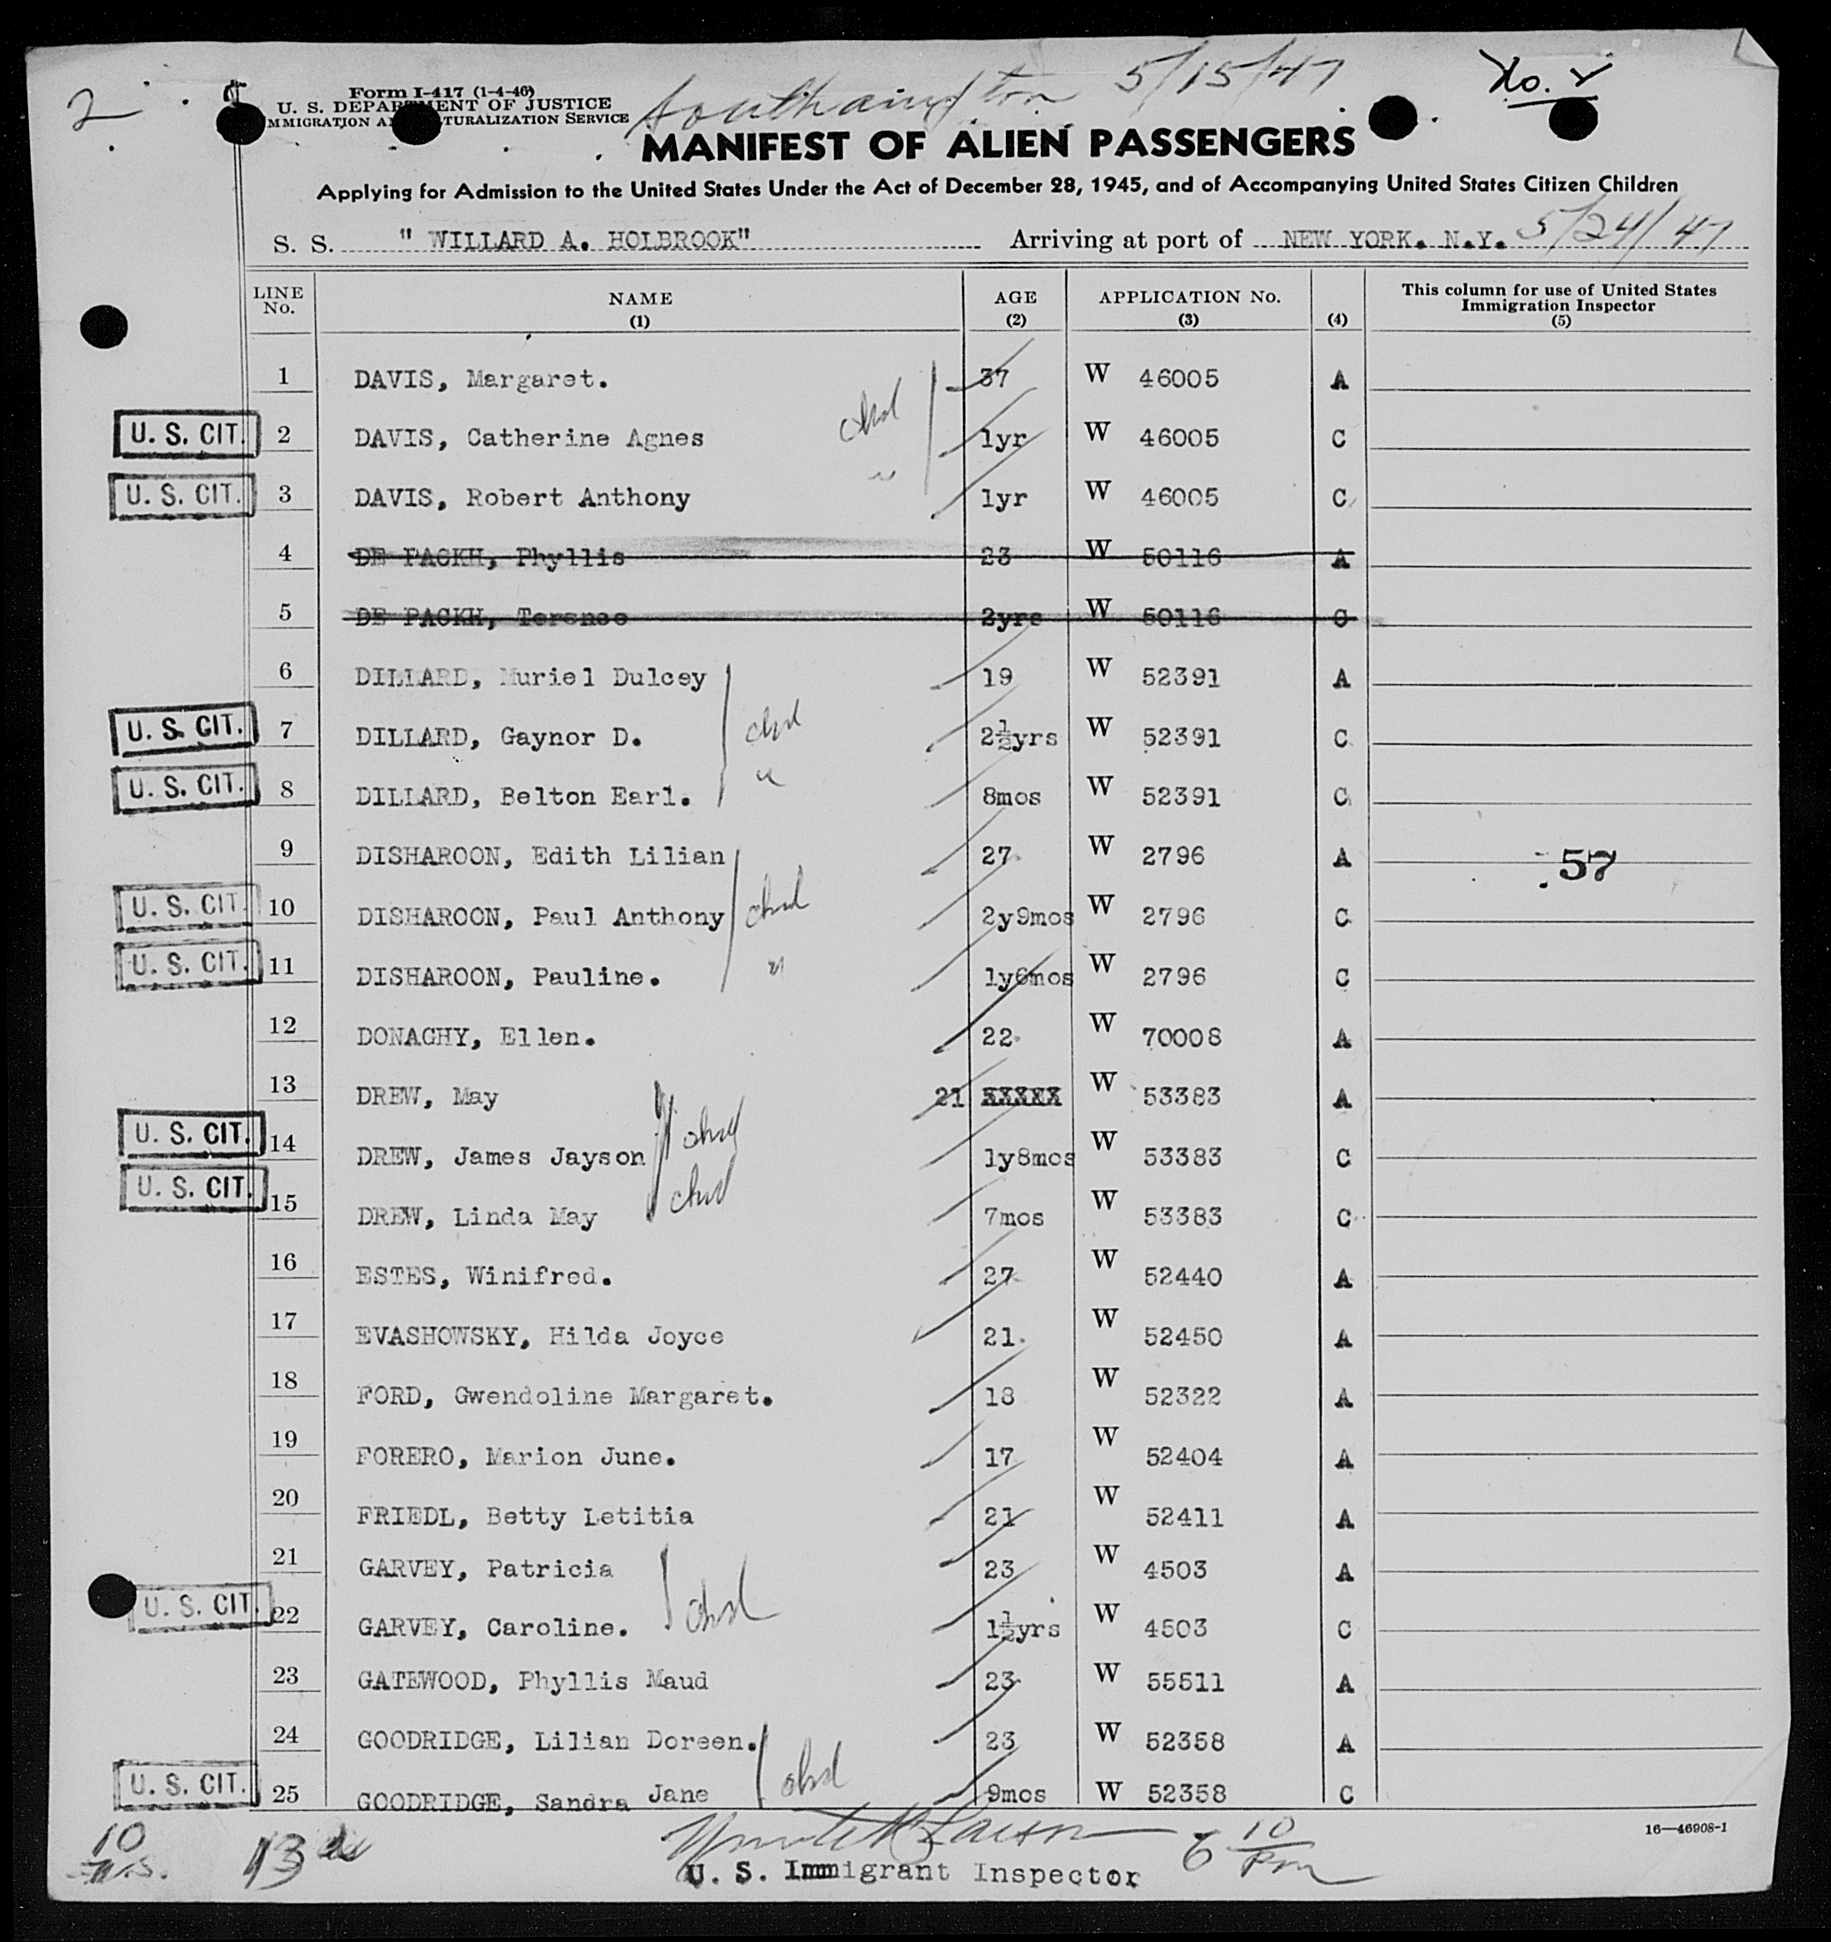 2
Form I-417 (1-4-46)
U. S. DEPARTMENT OF JUSTICE
IMMIGRATION AND NATURALIZATION SERVICE
Southampton 5/15/47
No. 2
MANIFEST OF ALIEN PASSENGERS
Applying for Admission to the United States Under the Act of December 28, 1945, and of Accompanying United States Citizen Children
S. S. " WILLARD A. HOLBROOK" Arriving at port of NEW YORK. N.Y. 5/24/47
LINE No. NAME (1) AGE (2) APPLICATION No. (3) (4) This column for use of United States Immigration Inspector (5)
1 DAVIS, Margaret. 37 W 46005 A
U. S. CIT. 2 DAVIS, Catherine Agnes chd 1yr W 46005 C
U. S. CIT. 3 DAVIS, Robert Anthony " 1yr W 46005 C
4 DE PACKH, Phyllis 23 W 50116 A
5 DE PACKH, Terence 2yrs W 50116 C
6 DILLARD, Muriel Dulcey 19 W 52391 A
U. S. CIT. 7 DILLARD, Gaynor D. chd 2½yrs W 52391 C
U. S. CIT. 8 DILLARD, Belton Earl. " 8mos W 52391 C
9 DISHAROON, Edith Lilian 27 W 2796 A 57
U. S. CIT. 10 DISHAROON, Paul Anthony chd 2y9mos W 2796 C
U. S. CIT. 11 DISHAROON, Pauline. " 1y6mos W 2796 C
12 DONAGHY, Ellen. 22 W 70008 A
13 DREW, May 21 XXXXX W 53383 A
U. S. CIT. 14 DREW, James Jayson chd 1y8mos W 53383 C
U. S. CIT. 15 DREW, Linda May chd 7mos W 53383 C
16 ESTES, Winifred. 27 W 52440 A
17 EVASHOWSKY, Hilda Joyce 21. W 52450 A
18 FORD, Gwendoline Margaret. 18 W 52322 A
19 FORERO, Marion June. 17 W 52404 A
20 FRIEDL, Betty Letitia 21 W 52411 A
21 GARVEY, Patricia 23 W 4503 A
U. S. CIT. 22 GARVEY, Caroline. chd 1½yrs W 4503 C
23 GATEWOOD, Phyllis Maud 23 W 55511 A
24 GOODRIDGE, Lilian Doreen. 23 W 52358 A
U. S. CIT. 25 GOODRIDGE, Sandra Jane chd 9mos W 52358 C
16—46908-1
10 U.S. 13 6 10 Pm
U. S. Immigrant Inspector